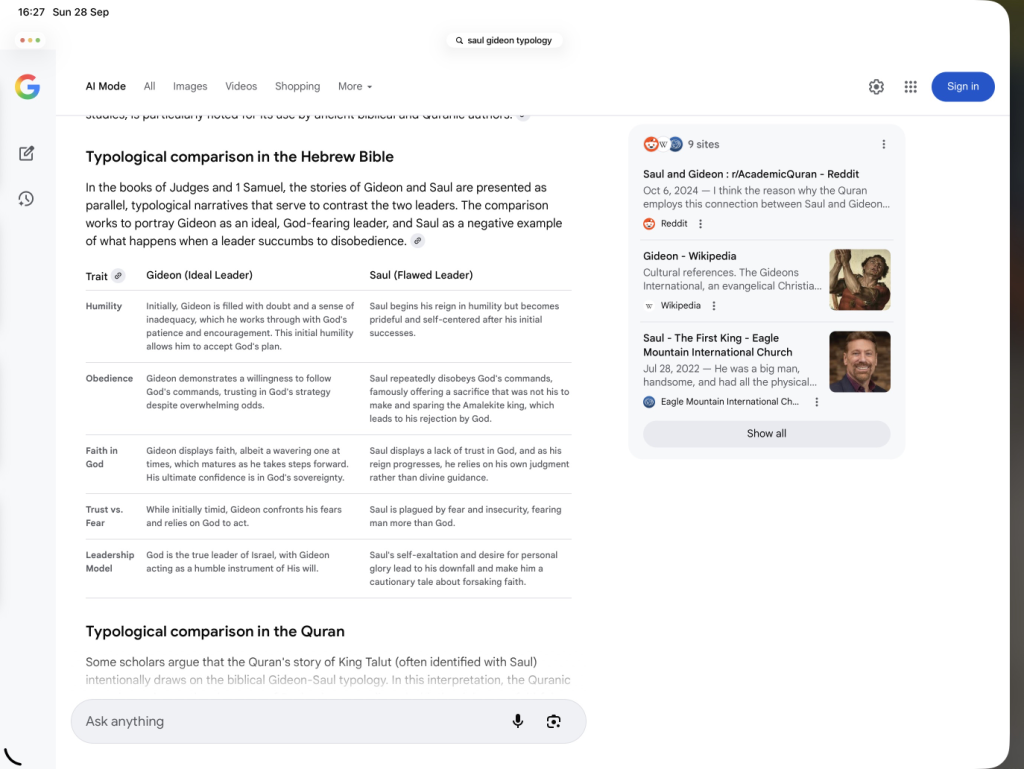 16:27 Sun 28 Sep
saul gideon typology
AI Mode
All
Images
Videos
Shopping
More
Sign in
studies, is particularly noted for its use by ancient biblical and Quranic authors.
Typological comparison in the Hebrew Bible
In the books of Judges and 1 Samuel, the stories of Gideon and Saul are presented as
parallel, typological narratives that serve to contrast the two leaders. The comparison
works to portray Gideon as an ideal, God-fearing leader, and Saul as a negative example
of what happens when a leader succumbs to disobedience.
Trait
Gideon (Ideal Leader)
Saul (Flawed Leader)
Humility
Initially, Gideon is filled with doubt and a sense of
inadequacy, which he works through with God's
patience and encouragement. This initial humility
allows him to accept God's plan.
Saul begins his reign in humility but becomes
prideful and self-centered after his initial
successes.
Obedience
Gideon demonstrates a willingness to follow
God's commands, trusting in God's strategy
despite overwhelming odds.
Saul repeatedly disobeys God's commands,
famously offering a sacrifice that was not his to
make and sparing the Amalekite king, which
leads to his rejection by God.
Faith in
God
Gideon displays faith, albeit a wavering one at
times, which matures as he takes steps forward.
His ultimate confidence is in God's sovereignty.
Saul displays a lack of trust in God, and as his
reign progresses, he relies on his own judgment
rather than divine guidance.
Trust vs.
Fear
While initially timid, Gideon confronts his fears
and relies on God to act.
Saul is plagued by fear and insecurity, fearing
man more than God.
Leadership
Model
God is the true leader of Israel, with Gideon
acting as a humble instrument of His will.
Saul's self-exaltation and desire for personal
glory lead to his downfall and make him a
cautionary tale about forsaking faith.
Typological comparison in the Quran
Some scholars argue that the Quran's story of King Talut (often identified with Saul)
intentionally draws on the biblical Gideon-Saul typology. In this interpretation, the Quranic
Ask anything
9 sites
Saul and Gideon : r/AcademicQuran - Reddit
Oct 6, 2024 — I think the reason why the Quran
employs this connection between Saul and Gideon...
Reddit
Gideon - Wikipedia
Cultural references. The Gideons
International, an evangelical Christia...
Wikipedia
Saul - The First King - Eagle
Mountain International Church
Jul 28, 2022 — He was a big man,
handsome, and had all the physical...
Eagle Mountain International Ch...
Show all